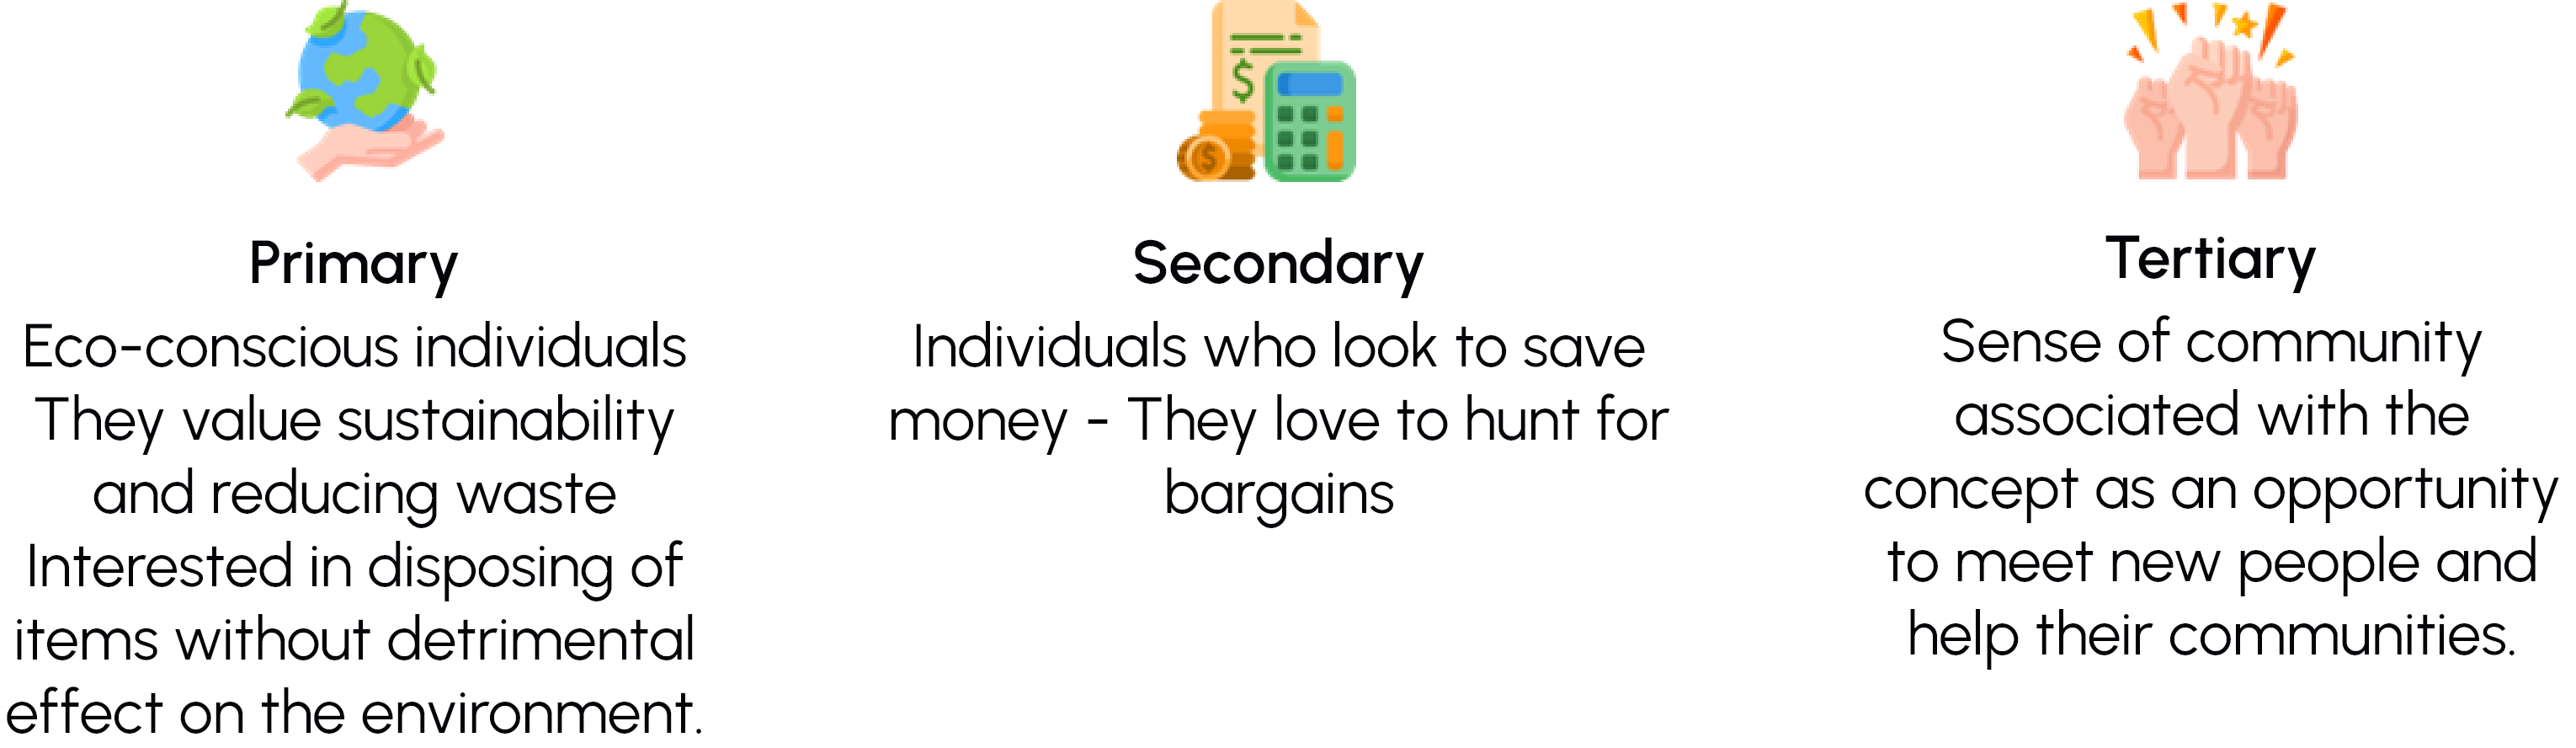 $
$
Primary
Eco-conscious individuals
They value sustainability
and reducing waste
Interested in disposing of
items without detrimental
effect on the environment.
Secondary
Individuals who look to save
money - They love to hunt for
bargains
Tertiary
Sense of community
associated with the
concept as an opportunity
to meet new people and
help their communities.